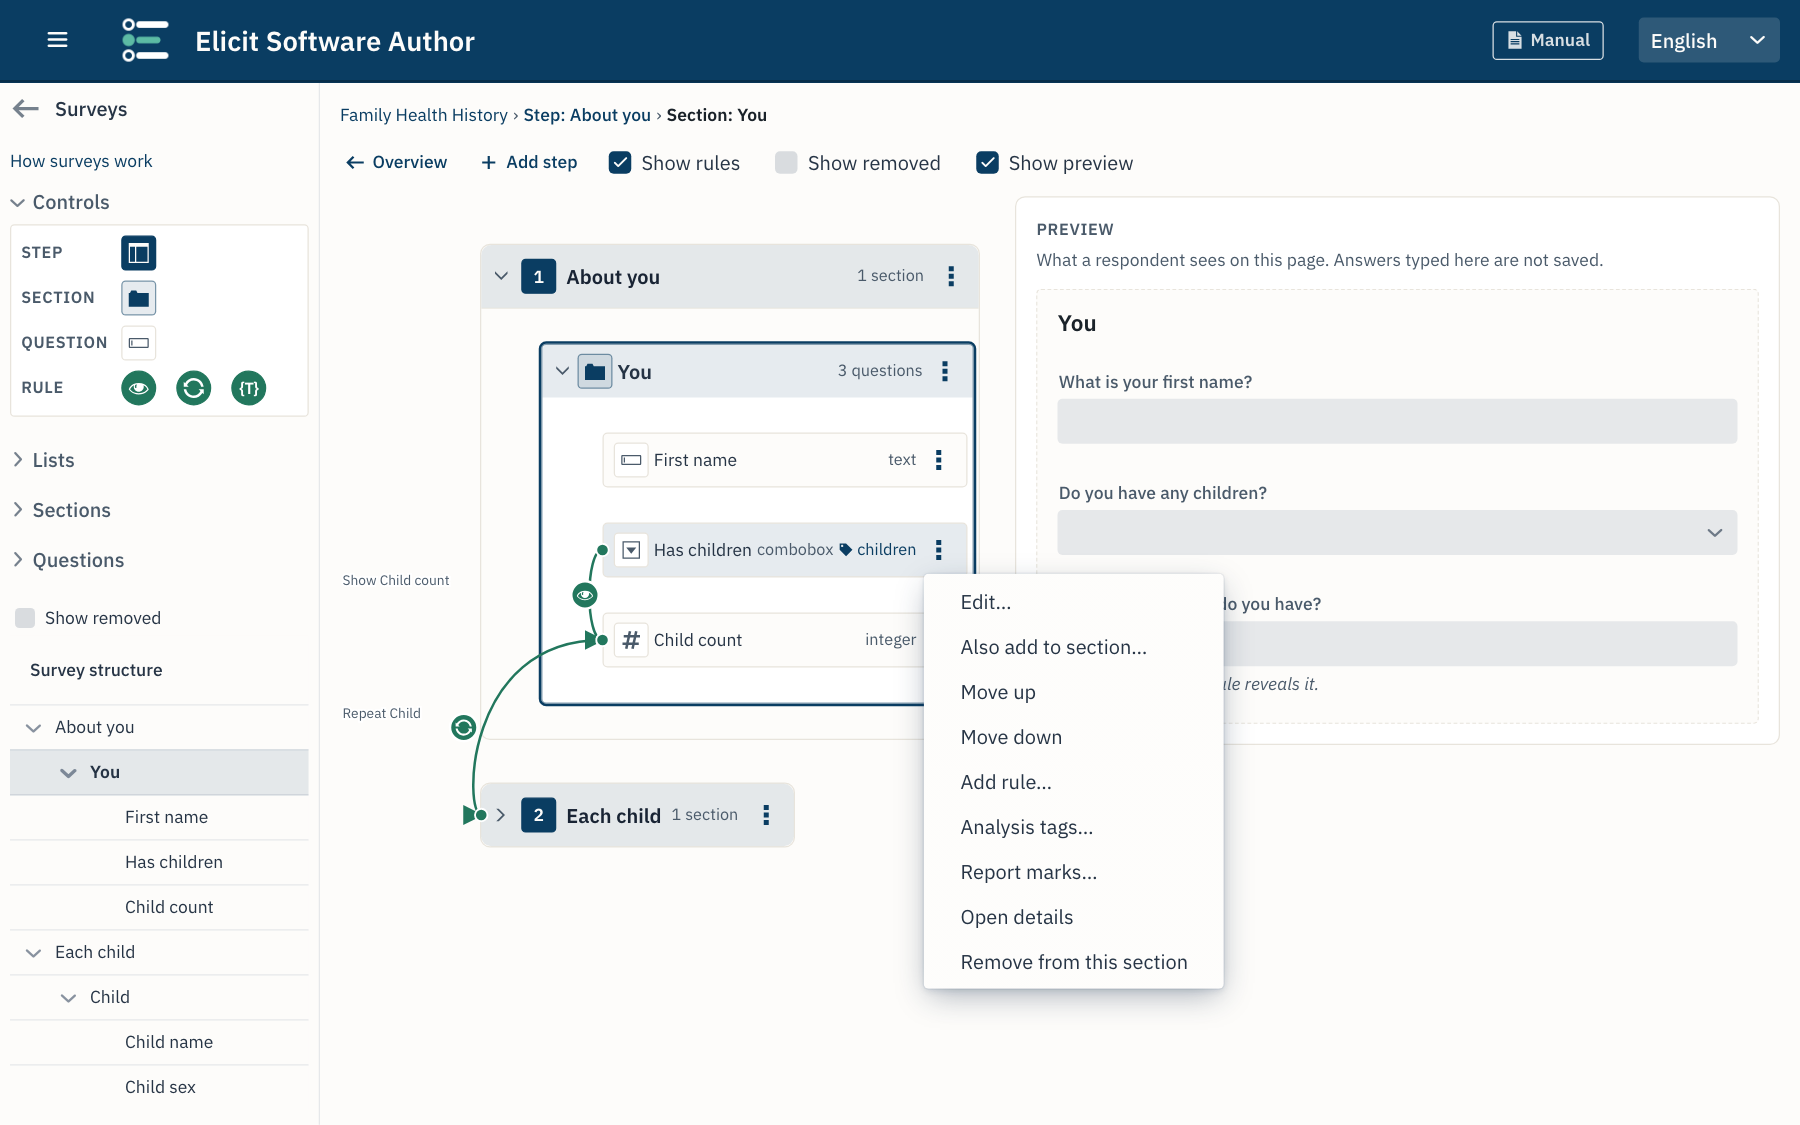 Elicit Software Author
Manual
English
Surveys
How surveys work
Controls
STEP
SECTION
QUESTION
RULE
{T}
Lists
Sections
Questions
Show removed
Survey structure
About you
You
First name
Has children
Child count
Each child
Child
Child name
Child sex
Family Health History › Step: About you › Section: You
Overview
Add step
Show rules
Show removed
Show preview
1 About you 1 section
You 3 questions
First name text
Has children combobox children
Show Child count
# Child count integer
Repeat Child
2 Each child 1 section
Edit...
Also add to section...
Move up
Move down
Add rule...
Analysis tags...
Report marks...
Open details
Remove from this section
PREVIEW
What a respondent sees on this page. Answers typed here are not saved.
You
What is your first name?
Do you have any children?
do you have?
reveals it.